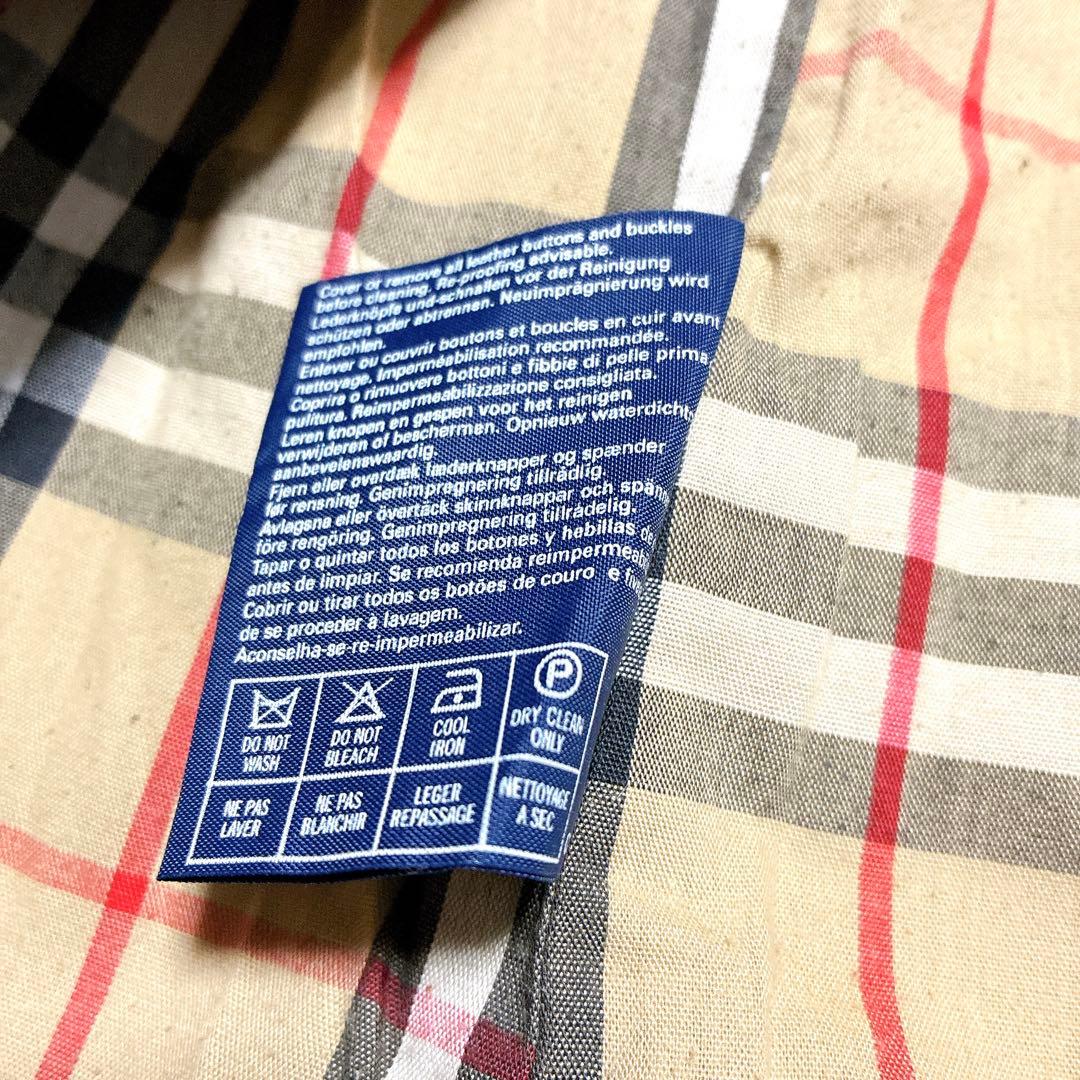 Cover or remove all leather buttons and buckles
before cleaning. Re-proofing advisable.
Lederknöpfe und-schnallen vor der Reinigung
schützen oder abtrennen. Neuimprägnierung wird
empfohlen.
Enlever ou couvrir boutons et boucles en cuir avant
nettoyage. Imperméabilisation recommandée.
Coprire o rimuovere bottoni e fibbie di pelle prima
pulitura. Reimpermeabilizzazione consigliata.
Leren knopen en gespen voor het reinigen
verwijderen of beschermen. Opnieuw waterdicht
aanbevelenswaardig.
Fjern eller overdæk læderknapper og spænder
før rensning. Genimprægnering tillrådlig.
Avlagsna eller övertäck skinnknappar och spän
före rengöring. Genimpregnering tillrådelig.
Tapar o quintar todos los botones y hebillas de
antes de limpiar. Se recomienda reimpermeab
Cobrir ou tirar todos os botões de couro e fiv
de se proceder à lavagem.
Aconselha-se-re-impermeabilizar.
P
DO NOT
WASH
DO NOT
BLEACH
COOL
IRON
DRY CLEAN
ONLY
NE PAS
LAVER
NE PAS
BLANCHIR
LEGER
REPASSAGE
NETTOYAGE
A SEC